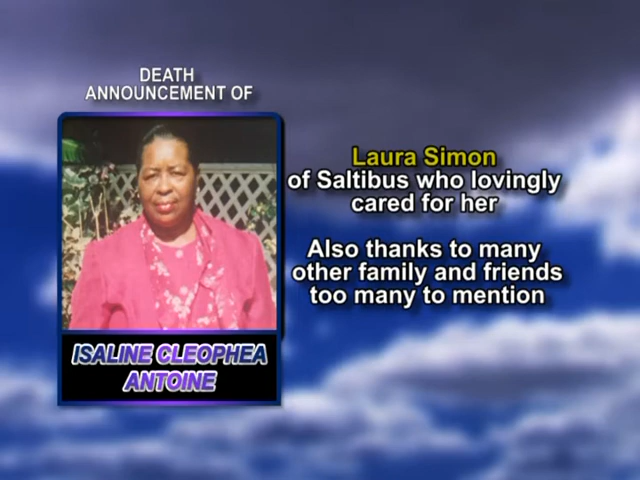 DEATH
ANNOUNCEMENT OF
ISALINE CLEOPHEA
ANTOINE
Laura Simon
of Saltibus who lovingly
cared for her
Also thanks to many
other family and friends
too many to mention